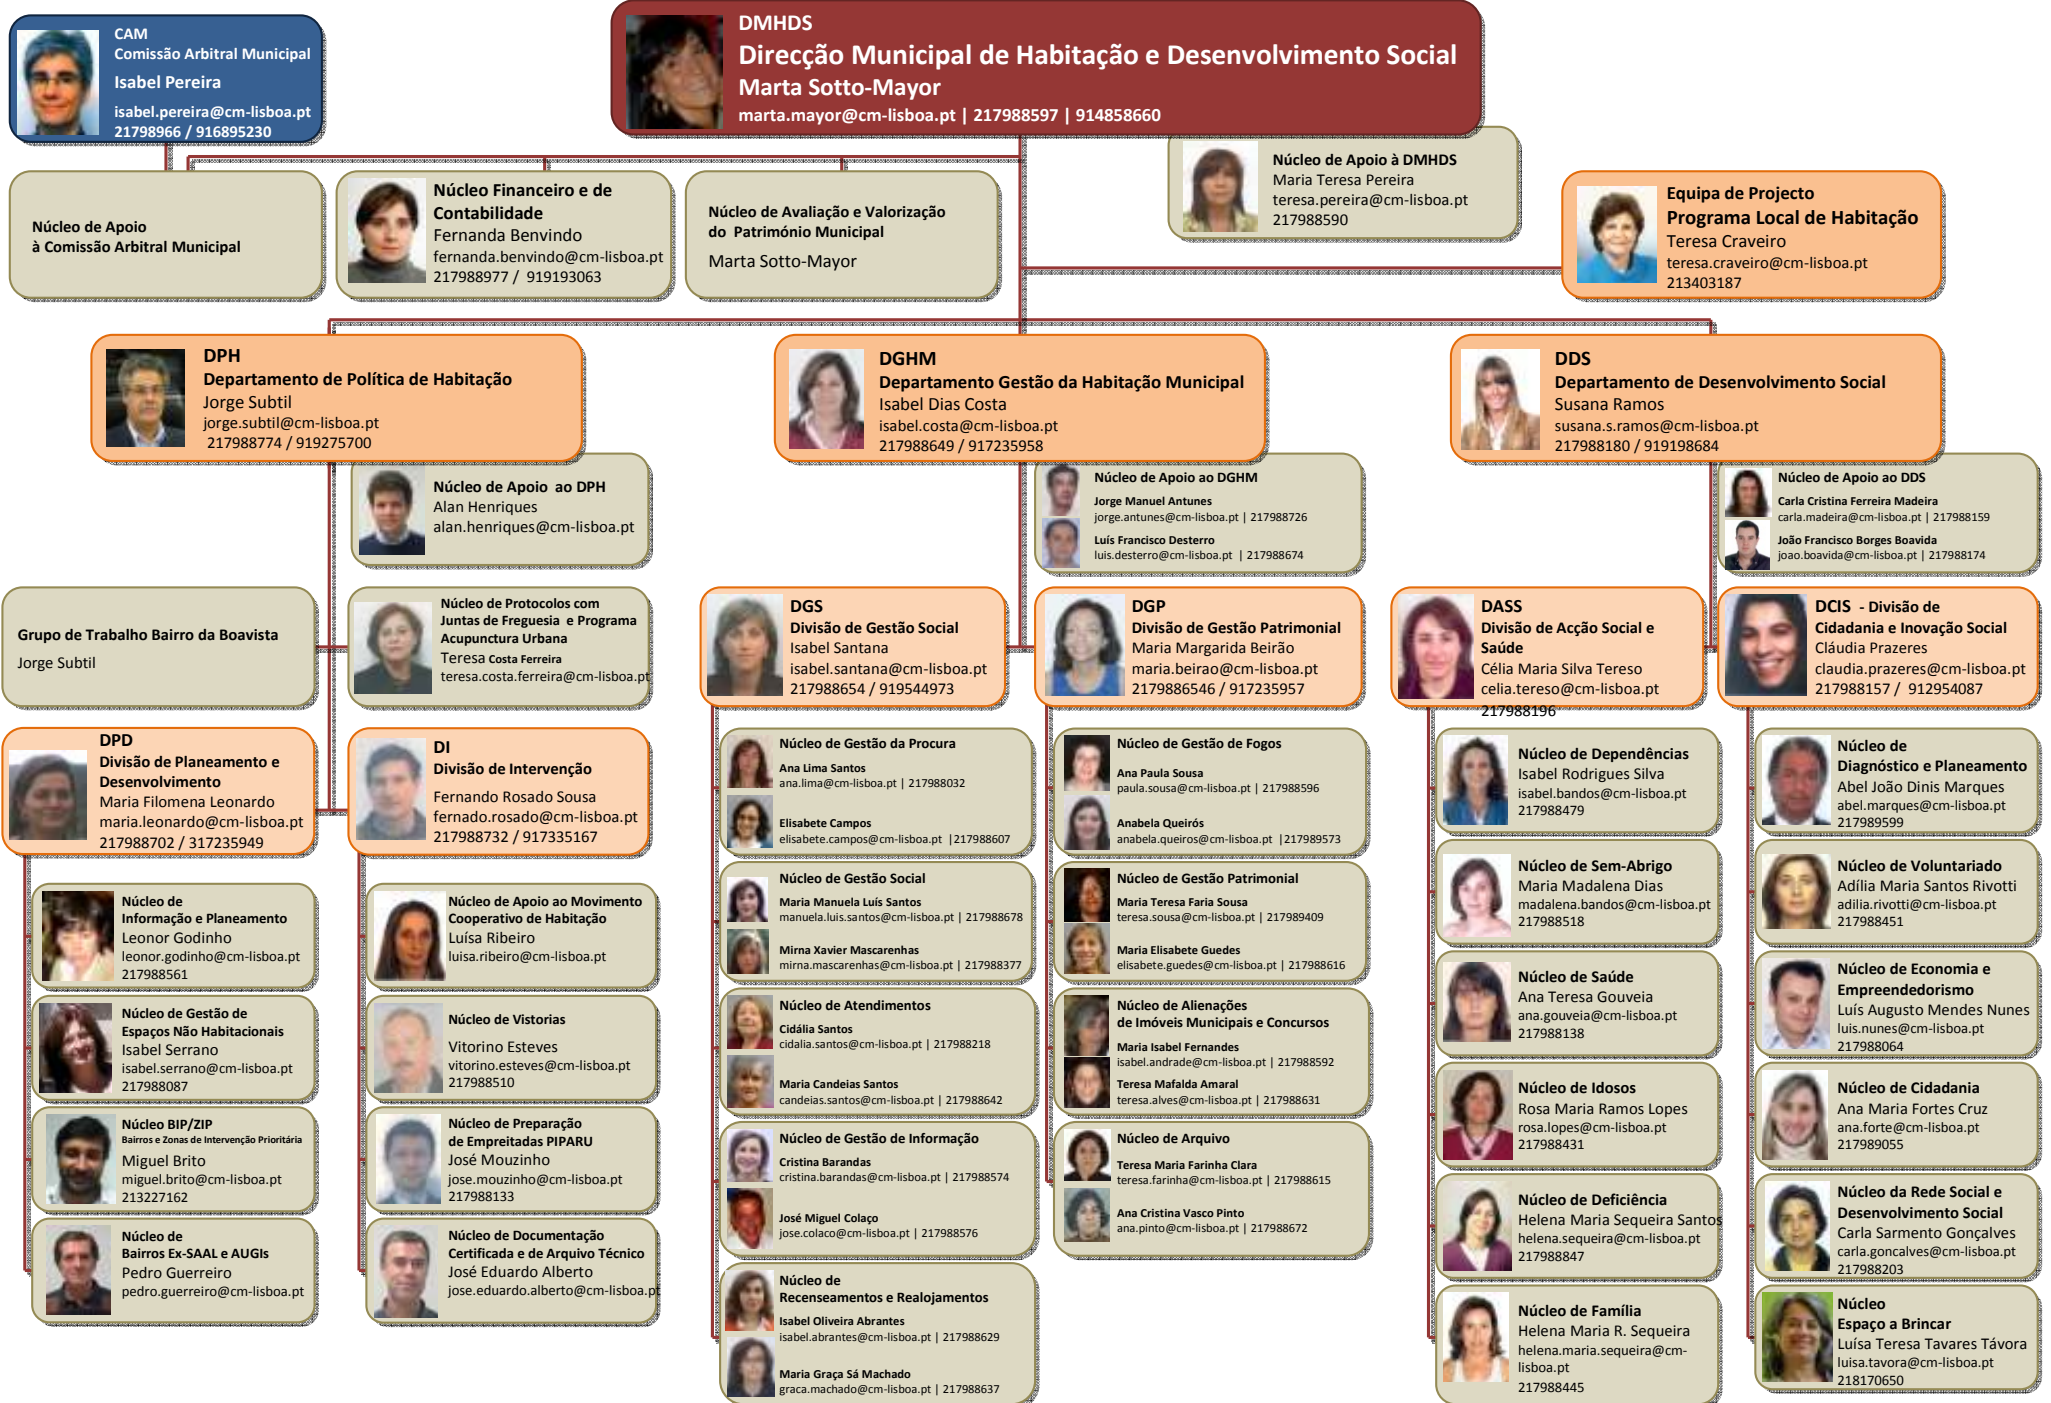 CAM
Comissão Arbitral Municipal
Isabel Pereira
isabel.pereira@cm-lisboa.pt
21798966 / 916895230
DMHDS
Direcção Municipal de Habitação e Desenvolvimento Social
Marta Sotto-Mayor
marta.mayor@cm-lisboa.pt | 217988597 | 914858660
Núcleo de Apoio
à Comissão Arbitral Municipal
Núcleo Financeiro e de
Contabilidade
Fernanda Benvindo
fernanda.benvindo@cm-lisboa.pt
217988977 / 919193063
Núcleo de Avaliação e Valorização
do Património Municipal
Marta Sotto-Mayor
Núcleo de Apoio à DMHDS
Maria Teresa Pereira
teresa.pereira@cm-lisboa.pt
217988590
Equipa de Projecto
Programa Local de Habitação
Teresa Craveiro
teresa.craveiro@cm-lisboa.pt
213403187
DPH
Departamento de Política de Habitação
Jorge Subtil
jorge.subtil@cm-lisboa.pt
217988774 / 919275700
DGHM
Departamento Gestão da Habitação Municipal
Isabel Dias Costa
isabel.costa@cm-lisboa.pt
217988649 / 917235958
DDS
Departamento de Desenvolvimento Social
Susana Ramos
susana.s.ramos@cm-lisboa.pt
217988180 / 919198684
Núcleo de Apoio ao DPH
Alan Henriques
alan.henriques@cm-lisboa.pt
Núcleo de Apoio ao DGHM
Jorge Manuel Antunes
jorge.antunes@cm-lisboa.pt | 217988726
Luís Francisco Desterro
luis.desterro@cm-lisboa.pt | 217988674
Núcleo de Apoio ao DDS
Carla Cristina Ferreira Madeira
carla.madeira@cm-lisboa.pt | 217988159
João Francisco Borges Boavida
joao.boavida@cm-lisboa.pt | 217988174
Grupo de Trabalho Bairro da Boavista
Jorge Subtil
Núcleo de Protocolos com
Juntas de Freguesia e Programa
Acupunctura Urbana
Teresa Costa Ferreira
teresa.costa.ferreira@cm-lisboa.pt
DGS
Divisão de Gestão Social
Isabel Santana
isabel.santana@cm-lisboa.pt
217988654 / 919544973
DGP
Divisão de Gestão Patrimonial
Maria Margarida Beirão
maria.beirao@cm-lisboa.pt
2179886546 / 917235957
DASS
Divisão de Acção Social e
Saúde
Célia Maria Silva Tereso
celia.tereso@cm-lisboa.pt
217988196
DCIS - Divisão de
Cidadania e Inovação Social
Cláudia Prazeres
claudia.prazeres@cm-lisboa.pt
217988157 / 912954087
DPD
Divisão de Planeamento e
Desenvolvimento
Maria Filomena Leonardo
maria.leonardo@cm-lisboa.pt
217988702 / 317235949
DI
Divisão de Intervenção
Fernando Rosado Sousa
fernado.rosado@cm-lisboa.pt
217988732 / 917335167
Núcleo de
Informação e Planeamento
Leonor Godinho
leonor.godinho@cm-lisboa.pt
217988561
Núcleo de Gestão de
Espaços Não Habitacionais
Isabel Serrano
isabel.serrano@cm-lisboa.pt
217988087
Núcleo BIP/ZIP
Bairros e Zonas de Intervenção Prioritária
Miguel Brito
miguel.brito@cm-lisboa.pt
213227162
Núcleo de
Bairros Ex-SAAL e AUGIs
Pedro Guerreiro
pedro.guerreiro@cm-lisboa.pt
Núcleo de Apoio ao Movimento
Cooperativo de Habitação
Luísa Ribeiro
luisa.ribeiro@cm-lisboa.pt
Núcleo de Vistorias
Vitorino Esteves
vitorino.esteves@cm-lisboa.pt
217988510
Núcleo de Preparação
de Empreitadas PIPARU
José Mouzinho
jose.mouzinho@cm-lisboa.pt
217988133
Núcleo de Documentação
Certificada e de Arquivo Técnico
José Eduardo Alberto
jose.eduardo.alberto@cm-lisboa.pt
Núcleo de Gestão da Procura
Ana Lima Santos
ana.lima@cm-lisboa.pt | 217988032
Elisabete Campos
elisabete.campos@cm-lisboa.pt |217988607
Núcleo de Gestão Social
Maria Manuela Luís Santos
manuela.luis.santos@cm-lisboa.pt | 217988678
Mirna Xavier Mascarenhas
mirna.mascarenhas@cm-lisboa.pt | 217988377
Núcleo de Atendimentos
Cidália Santos
cidalia.santos@cm-lisboa.pt | 217988218
Maria Candeias Santos
candeias.santos@cm-lisboa.pt | 217988642
Núcleo de Gestão de Informação
Cristina Barandas
cristina.barandas@cm-lisboa.pt | 217988574
José Miguel Colaço
jose.colaco@cm-lisboa.pt | 217988576
Núcleo de
Recenseamentos e Realojamentos
Isabel Oliveira Abrantes
isabel.abrantes@cm-lisboa.pt | 217988629
Maria Graça Sá Machado
graca.machado@cm-lisboa.pt | 217988637
Núcleo de Gestão de Fogos
Ana Paula Sousa
paula.sousa@cm-lisboa.pt | 217988596
Anabela Queirós
anabela.queiros@cm-lisboa.pt |217989573
Núcleo de Gestão Patrimonial
Maria Teresa Faria Sousa
teresa.sousa@cm-lisboa.pt | 217989409
Maria Elisabete Guedes
elisabete.guedes@cm-lisboa.pt | 217988616
Núcleo de Alienações
de Imóveis Municipais e Concursos
Maria Isabel Fernandes
isabel.andrade@cm-lisboa.pt | 217988592
Teresa Mafalda Amaral
teresa.alves@cm-lisboa.pt | 217988631
Núcleo de Arquivo
Teresa Maria Farinha Clara
teresa.farinha@cm-lisboa.pt | 217988615
Ana Cristina Vasco Pinto
ana.pinto@cm-lisboa.pt | 217988672
Núcleo de Dependências
Isabel Rodrigues Silva
isabel.bandos@cm-lisboa.pt
217988479
Núcleo de Sem-Abrigo
Maria Madalena Dias
madalena.bandos@cm-lisboa.pt
217988518
Núcleo de Saúde
Ana Teresa Gouveia
ana.gouveia@cm-lisboa.pt
217988138
Núcleo de Idosos
Rosa Maria Ramos Lopes
rosa.lopes@cm-lisboa.pt
217988431
Núcleo de Deficiência
Helena Maria Sequeira Santos
helena.sequeira@cm-lisboa.pt
217988847
Núcleo de Família
Helena Maria R. Sequeira
helena.maria.sequeira@cm-
lisboa.pt
217988445
Núcleo de
Diagnóstico e Planeamento
Abel João Dinis Marques
abel.marques@cm-lisboa.pt
217989599
Núcleo de Voluntariado
Adília Maria Santos Rivotti
adilia.rivotti@cm-lisboa.pt
217988451
Núcleo de Economia e
Empreendedorismo
Luís Augusto Mendes Nunes
luis.nunes@cm-lisboa.pt
217988064
Núcleo de Cidadania
Ana Maria Fortes Cruz
ana.forte@cm-lisboa.pt
217989055
Núcleo da Rede Social e
Desenvolvimento Social
Carla Sarmento Gonçalves
carla.goncalves@cm-lisboa.pt
217988203
Núcleo
Espaço a Brincar
Luísa Teresa Tavares Távora
luisa.tavora@cm-lisboa.pt
218170650